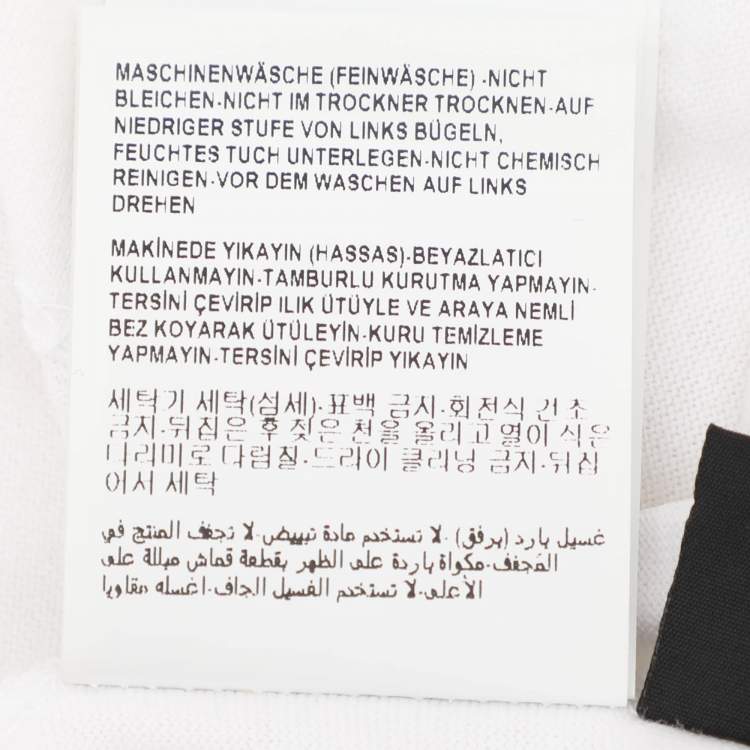 MASCHINENWÄSCHE (FEINWÄSCHE) -NICHT
BLEICHEN-NICHT IM TROCKNER TROCKNEN-AUF
NIEDRIGER STUFE VON LINKS BÜGELN,
FEUCHTES TUCH UNTERLEGEN-NICHT CHEMISCH
REINIGEN-VOR DEM WASCHEN AUF LINKS
DREHEN
MAKİNEDE YIKAYIN (HASSAS)-BEYAZLATICI
KULLANMAYIN-TAMBURLU KURUTMA YAPMAYIN-
TERSİNİ ÇEVİRİP ILIK ÜTÜYLE VE ARAYA NEMLİ
BEZ KOYARAK ÜTÜLEYİN-KURU TEMİZLEME
YAPMAYIN-TERSİNİ ÇEVİRİP YIKAYIN
세탁기 세탁(섬세)-표백 금지-회전식 건조
금지-뒤집은 후 젖은 천을 올리고 열이 식은
다리미로 다림질-드라이 클리닝 금지-뒤집
어서 세탁
غسيل بارد (برفق) -لا تستخدم مادة تبييض-لا تجفف المنتج في
المجفف-مكواة باردة على الظهر بقطعة قماش مبللة على
الأعلى-لا تستخدم الغسيل الجاف-اغسله مقلوبا